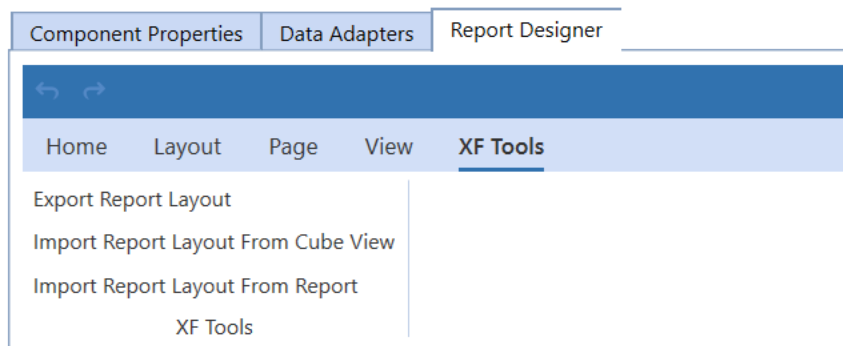 Component Properties Data Adapters Report Designer
Home Layout Page View XF Tools
Export Report Layout
Import Report Layout From Cube View
Import Report Layout From Report
XF Tools